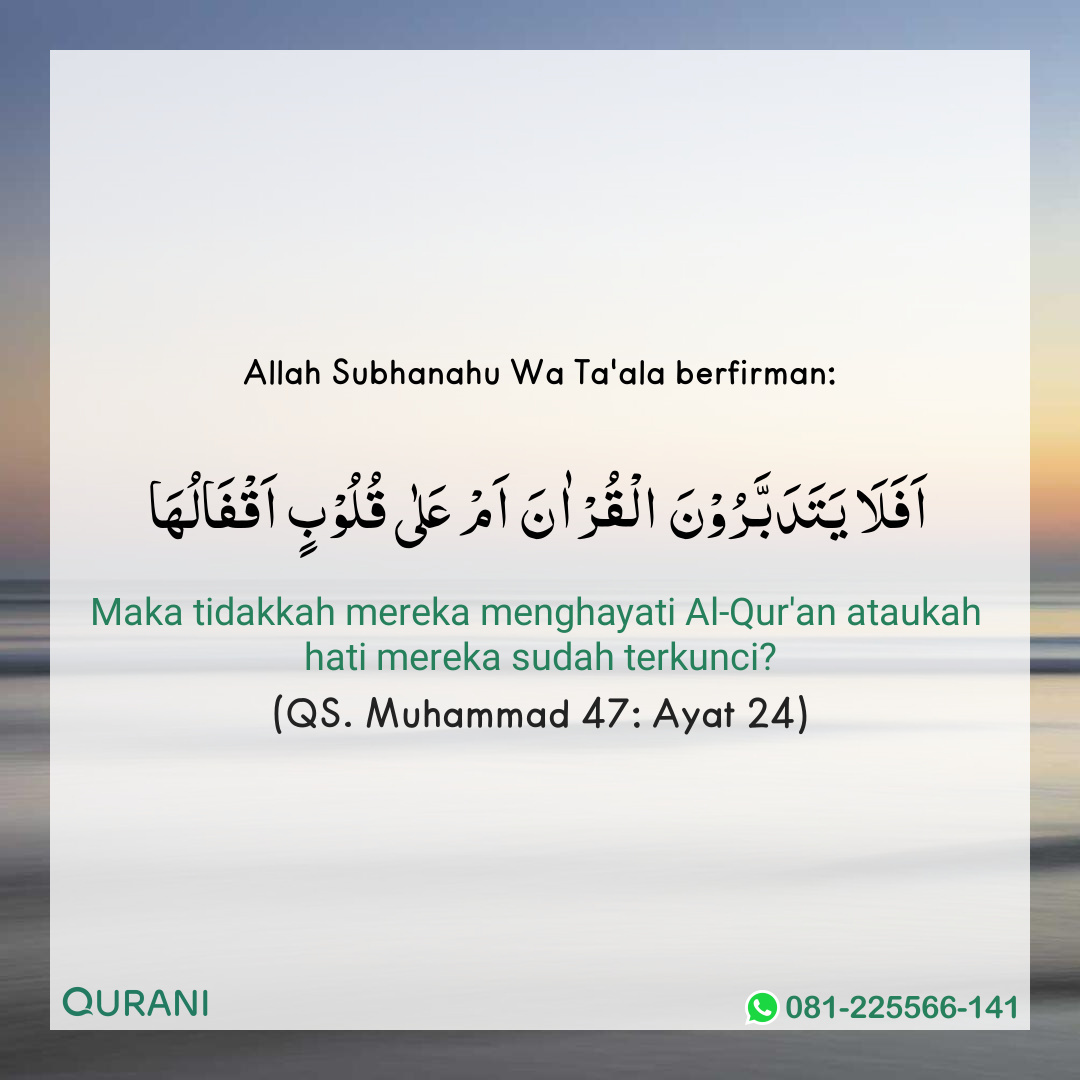 Allah Subhanahu Wa Ta'ala berfirman:
اَفَلَا يَتَدَبَّرُوْنَ الْقُرْاٰنَ اَمْ عَلٰى قُلُوْبٍ اَقْفَالُهَا
Maka tidakkah mereka menghayati Al-Qur'an ataukah
hati mereka sudah terkunci?
(QS. Muhammad 47: Ayat 24)
QURANI
081-225566-141